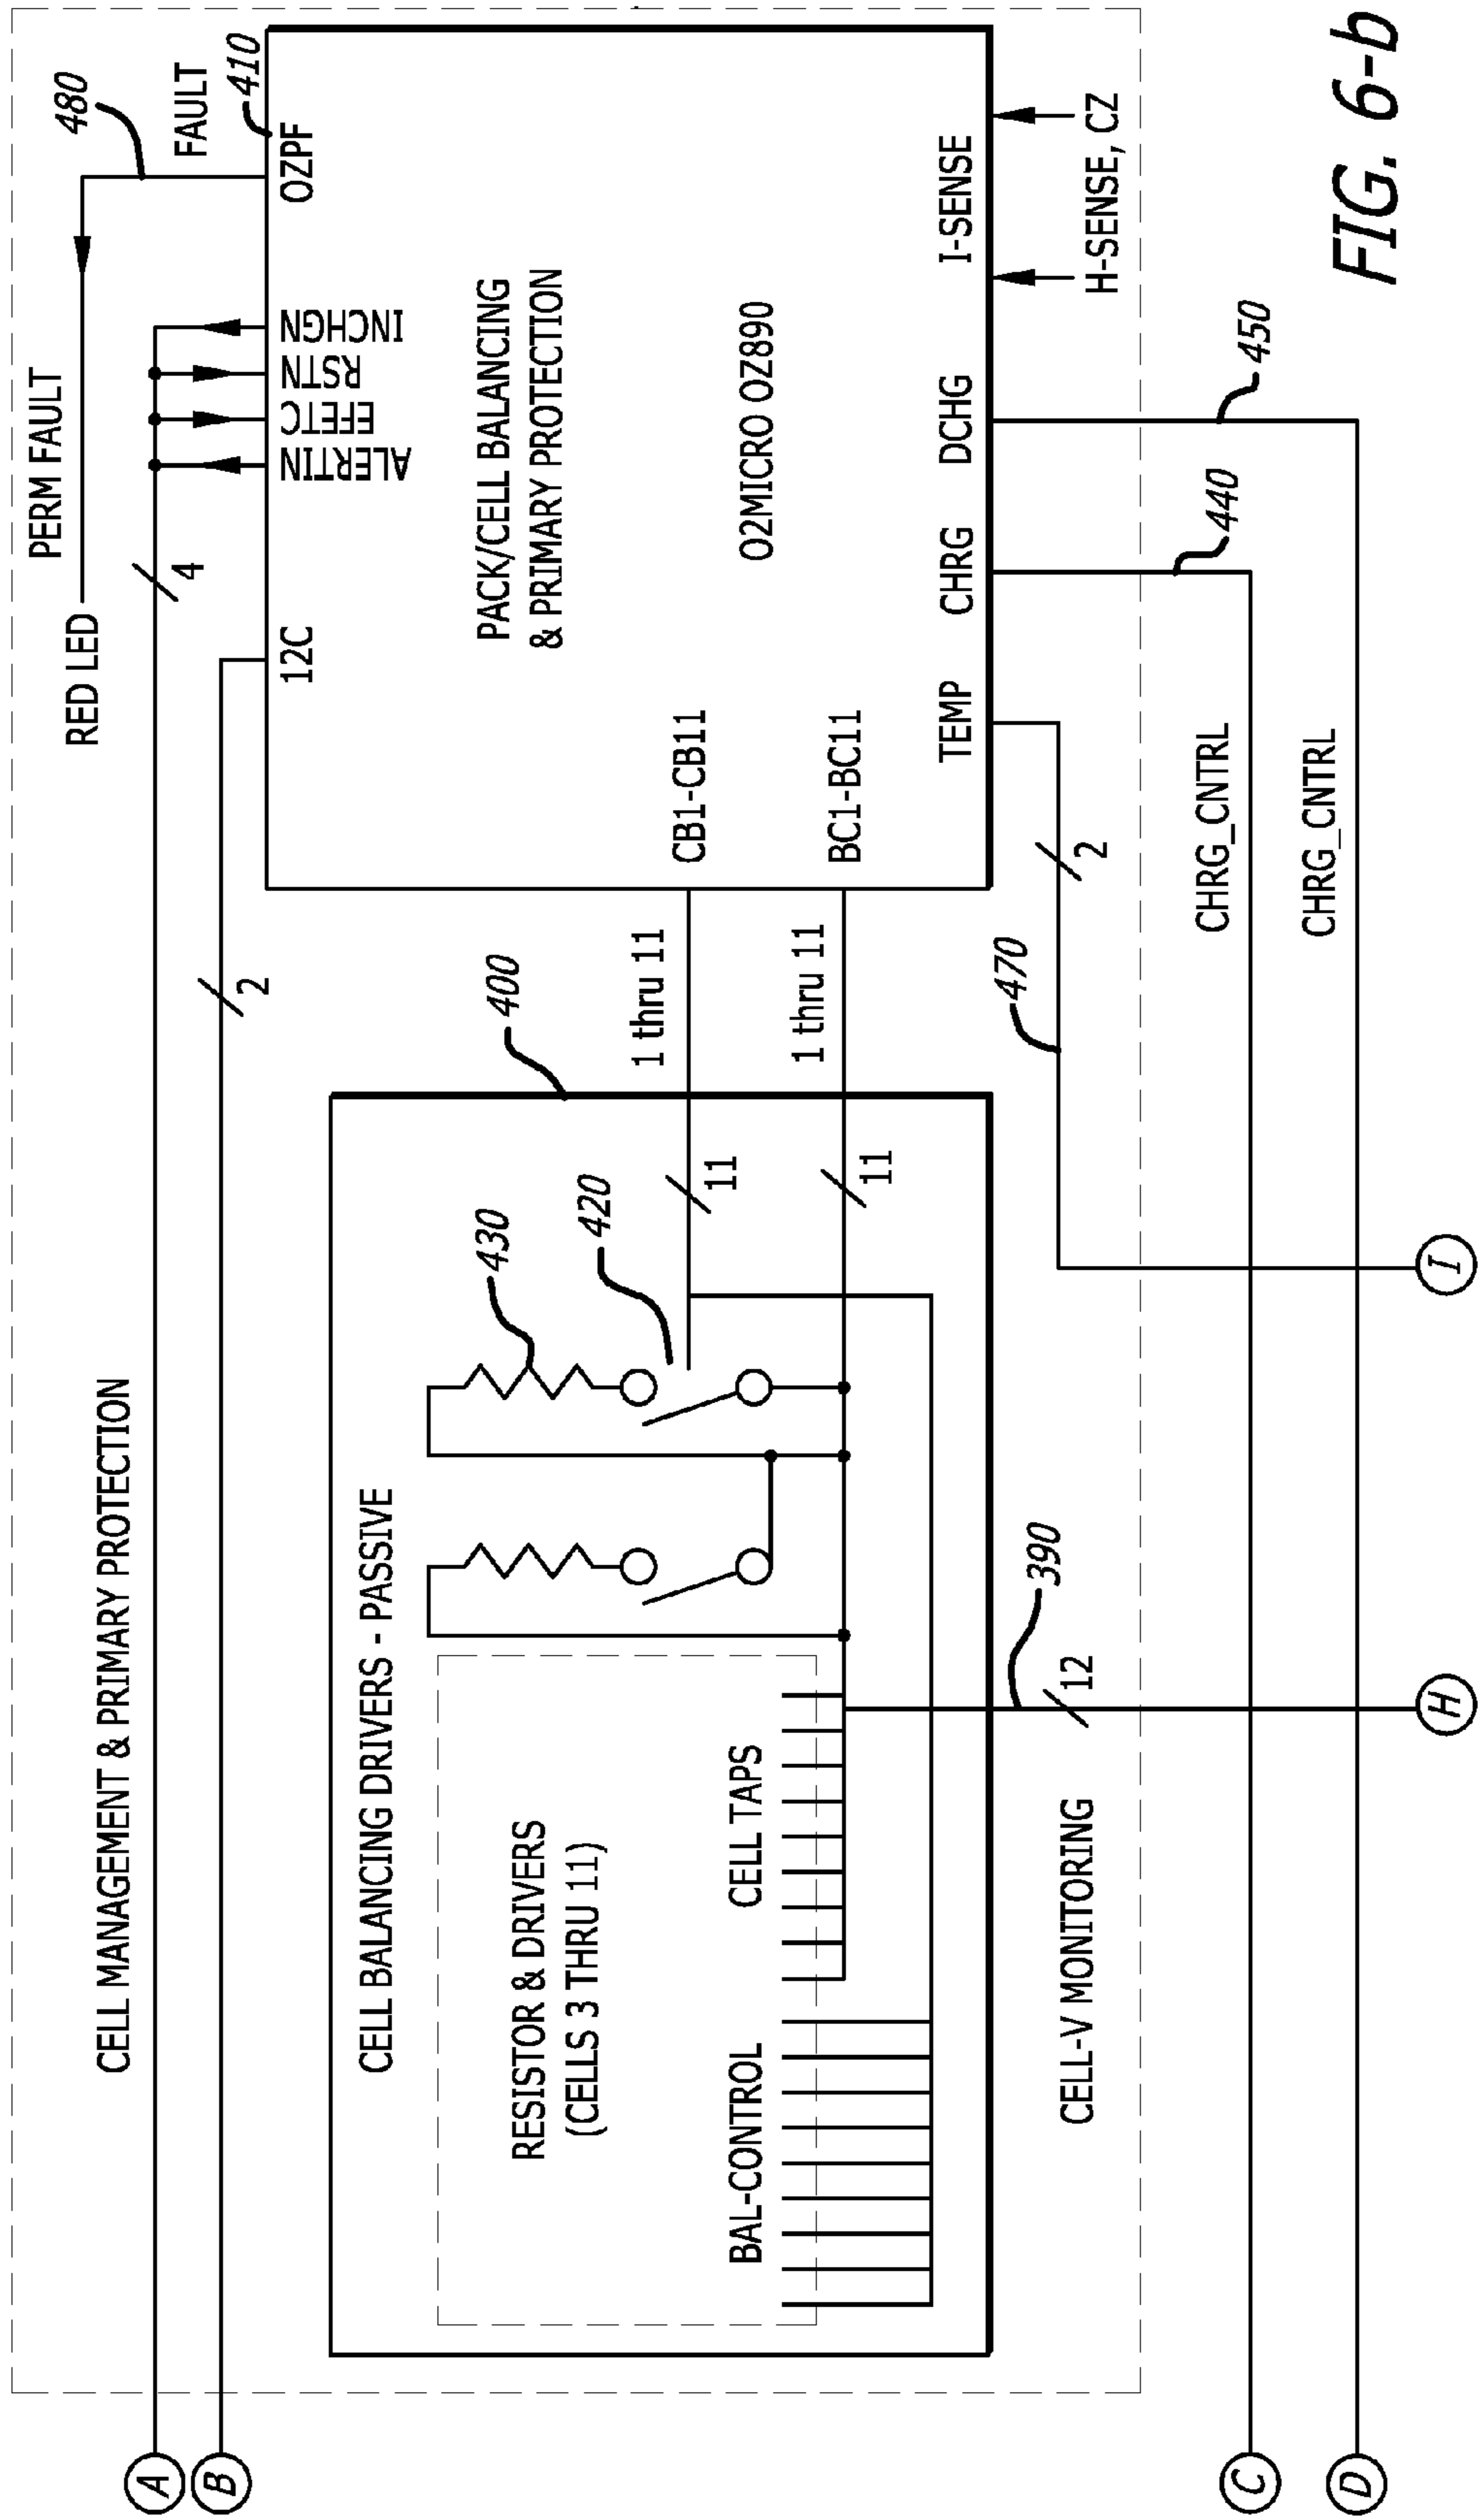 CELL MANAGEMENT & PRIMARY PROTECTION
PERM FAULT
RED LED
480
FAULT
410
A
B
4
2
12C
ALERTIN
EFETC
RSTN
INCHGN
OZPF
PACK/CELL BALANCING
& PRIMARY PROTECTION
O2MICRO OZ890
CB1-CB11
BC1-BC11
TEMP
CHRG
DCHG
I-SENSE
H-SENSE, CZ
CELL BALANCING DRIVERS - PASSIVE
RESISTOR & DRIVERS
(CELLS 3 THRU 11)
BAL-CONTROL
CELL TAPS
430
420
400
1 thru 11
1 thru 11
11
11
CELL-V MONITORING
12
390
470
2
440
450
CHRG_CNTRL
CHRG_CNTRL
C
D
H
I
FIG. 6-b